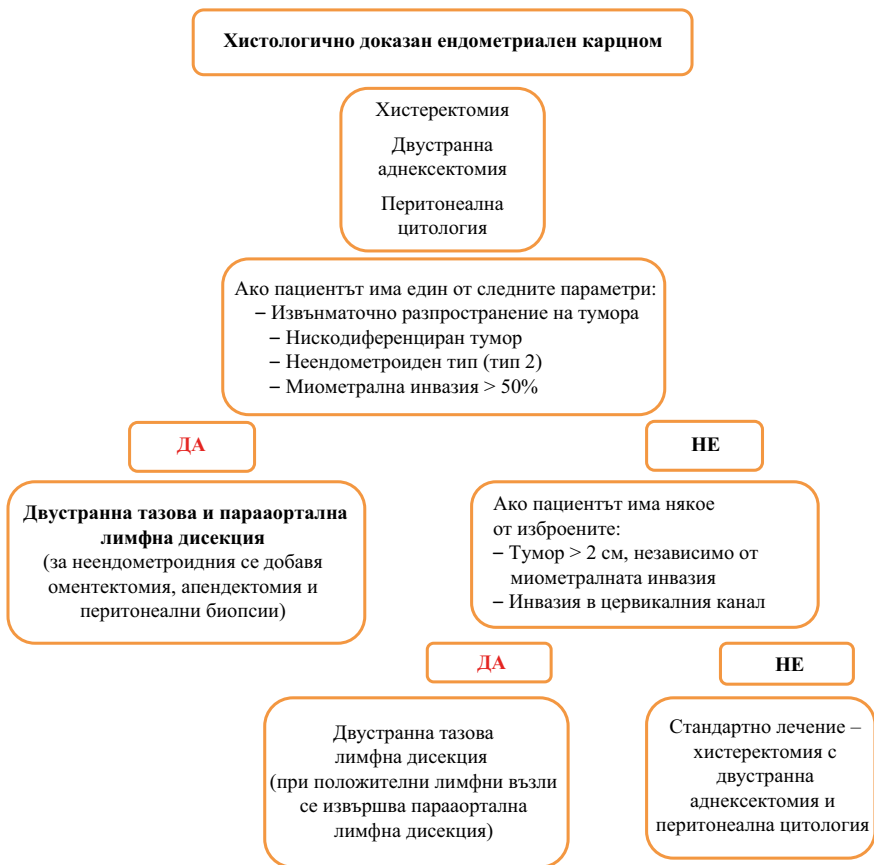 Хистологично доказан ендометриален карцном
Хистеректомия
Двустранна
аднексектомия
Перитонеална
цитология
Ако пациентът има един от следните параметри:
– Извънматочно разпространение на тумора
– Нискодиференциран тумор
– Неендометроиден тип (тип 2)
– Миометрална инвазия > 50%
ДА
НЕ
Двустранна тазова и парааортална
лимфна дисекция
(за неендометроидния се добавя
оментектомия, апендектомия и
перитонеални биопсии)
Ако пациентът има някое
от изброените:
– Тумор > 2 см, независимо от
миометралната инвазия
– Инвазия в цервикалния канал
ДА
НЕ
Двустранна тазова
лимфна дисекция
(при положителни лимфни възли
се извършва парааортална
лимфна дисекция)
Стандартно лечение –
хистеректомия с
двустранна
аднексектомия и
перитонеална цитология